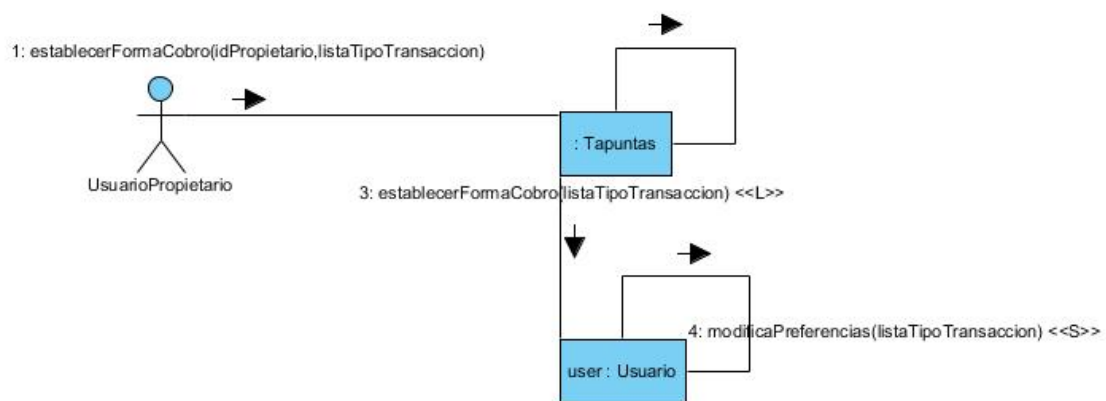 1: establecerFormaCobro(idPropietario,listaTipoTransaccion)
: Tapuntas
UsuarioPropietario
3: establecerFormaCobro(listaTipoTransaccion) <<L>>
4: modificaPreferencias(listaTipoTransaccion) <<S>>
user : Usuario